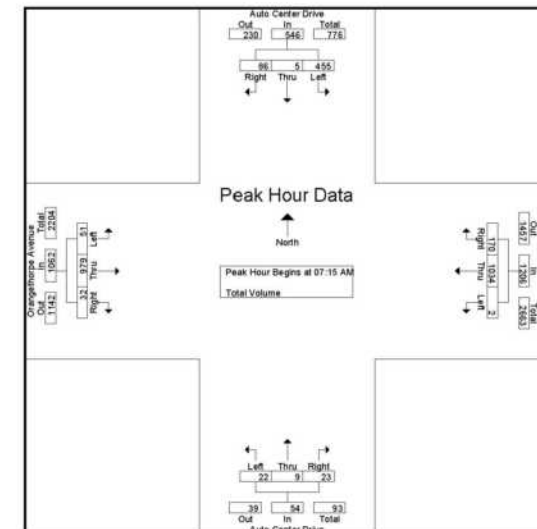 Auto Center Drive
Out In Total
230 546 776
86 5 455
Right Thru Left
Peak Hour Data
North
Peak Hour Begins at 07:15 AM
Total Volume
Orangethorpe Avenue
Out In Total
1142 1062 2204
32 979 51
Right Thru Left
Out In Total
1457 1206 2663
Right Thru Left
170 1034 2
Left Thru Right
22 9 23
39 54 93
Out In Total
Auto Center Drive